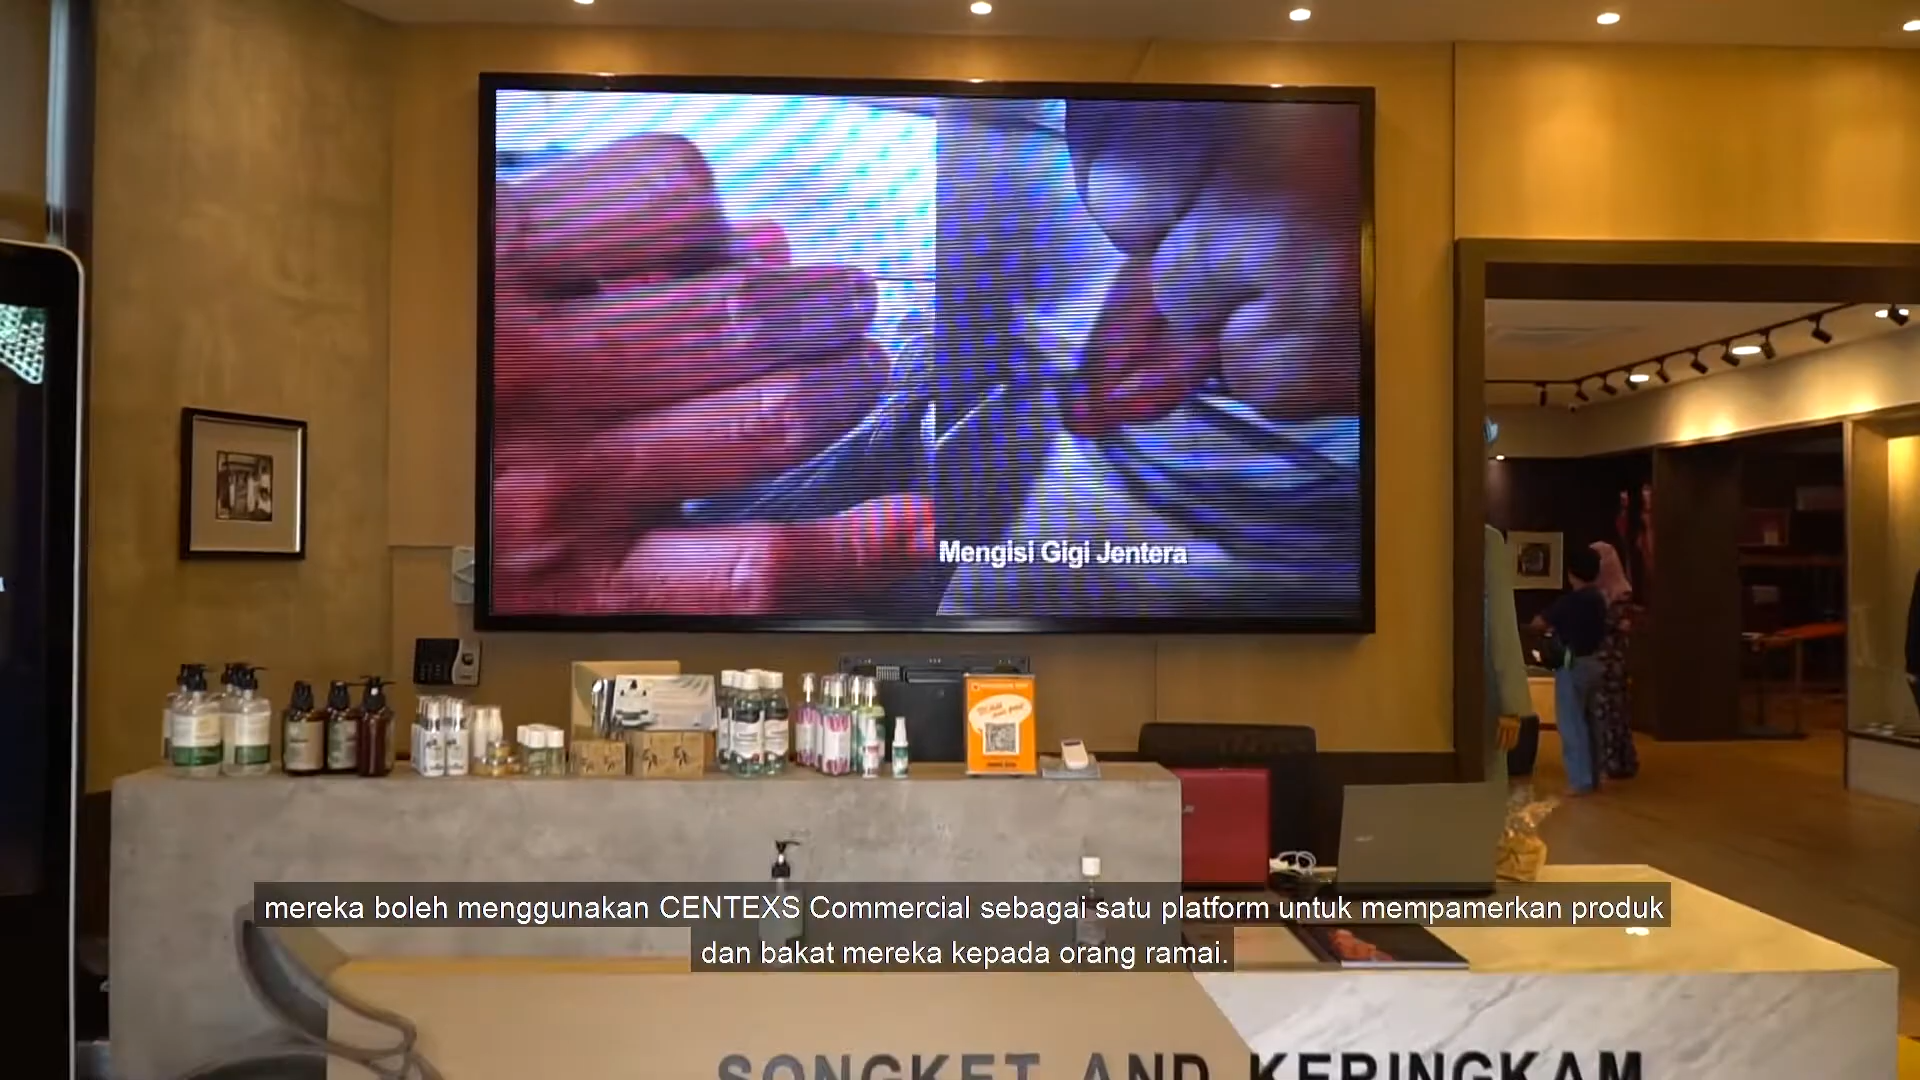 Mengisi Gigi Jentera
mereka boleh menggunakan CENTEXS Commercial sebagai satu platform untuk mempamerkan produk
dan bakat mereka kepada orang ramai.
SONGKET AND KERINGKAM